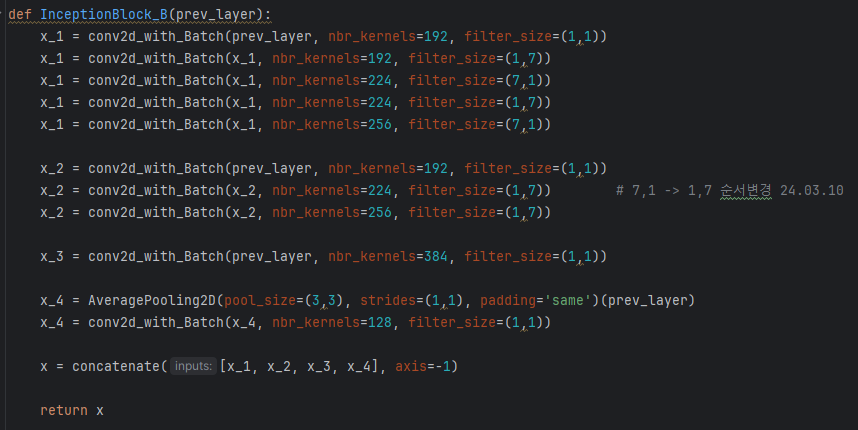 def InceptionBlock_B(prev_layer):
    x_1 = conv2d_with_Batch(prev_layer, nbr_kernels=192, filter_size=(1,1))
    x_1 = conv2d_with_Batch(x_1, nbr_kernels=192, filter_size=(1,7))
    x_1 = conv2d_with_Batch(x_1, nbr_kernels=224, filter_size=(7,1))
    x_1 = conv2d_with_Batch(x_1, nbr_kernels=224, filter_size=(1,7))
    x_1 = conv2d_with_Batch(x_1, nbr_kernels=256, filter_size=(7,1))

    x_2 = conv2d_with_Batch(prev_layer, nbr_kernels=192, filter_size=(1,1))
    x_2 = conv2d_with_Batch(x_2, nbr_kernels=224, filter_size=(1,7))        # 7,1 -> 1,7 순서변경 24.03.10
    x_2 = conv2d_with_Batch(x_2, nbr_kernels=256, filter_size=(1,7))

    x_3 = conv2d_with_Batch(prev_layer, nbr_kernels=384, filter_size=(1,1))

    x_4 = AveragePooling2D(pool_size=(3,3), strides=(1,1), padding='same')(prev_layer)
    x_4 = conv2d_with_Batch(x_4, nbr_kernels=128, filter_size=(1,1))

    x = concatenate( inputs: [x_1, x_2, x_3, x_4], axis=-1)

    return x